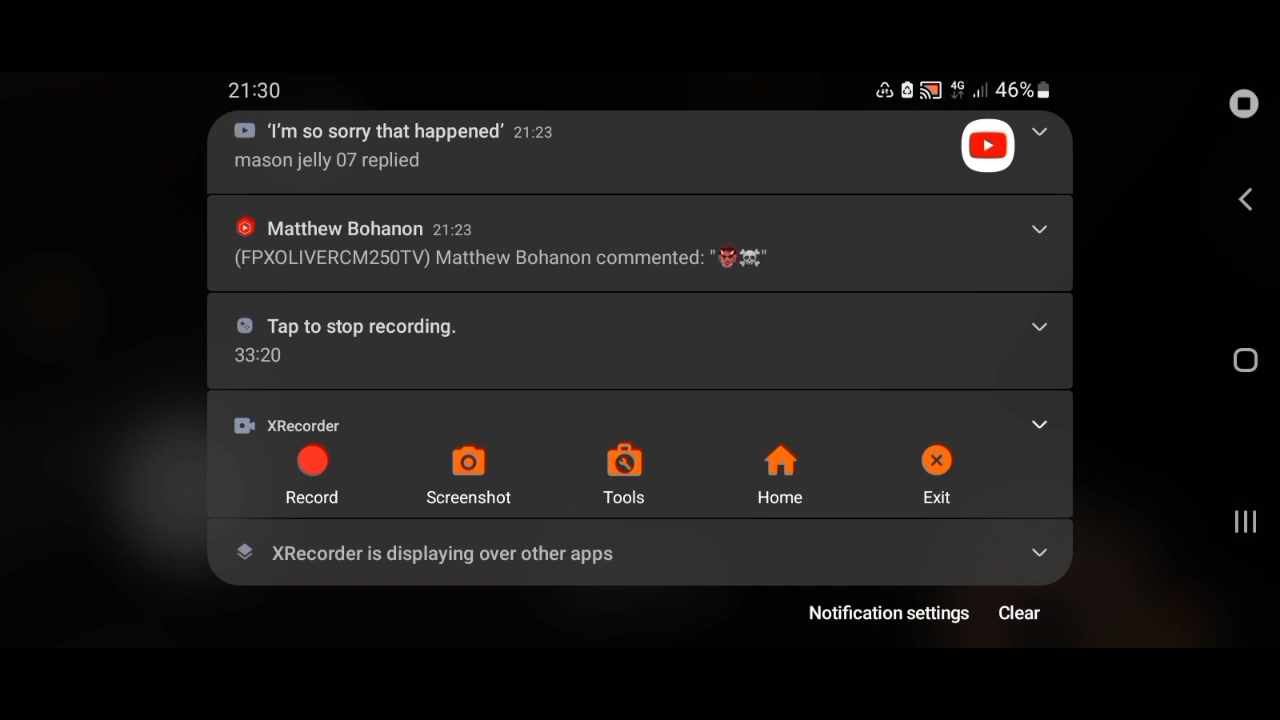 21:30
4G
46%
‘I’m so sorry that happened’ 21:23
mason jelly 07 replied
Matthew Bohanon 21:23
(FPXOLIVERCM250TV) Matthew Bohanon commented: "👹☠️"
Tap to stop recording.
33:20
XRecorder
Record Screenshot Tools Home Exit
XRecorder is displaying over other apps
Notification settings Clear